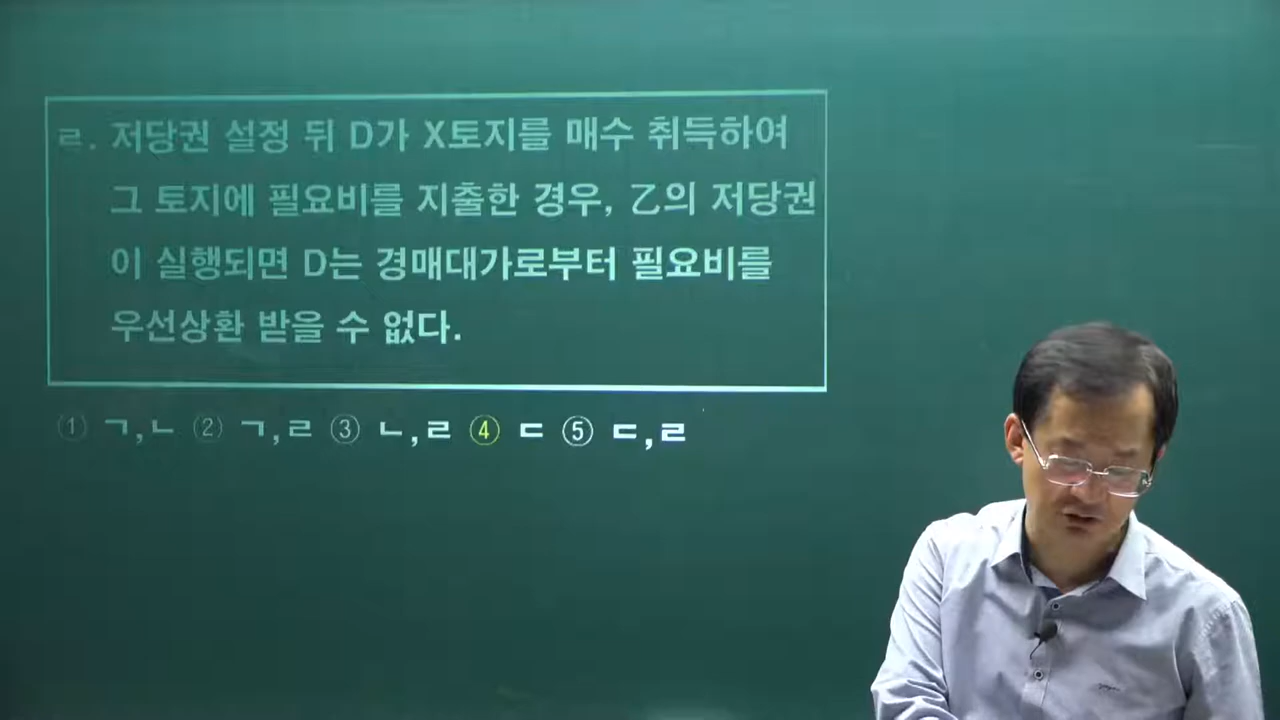 ㄹ. 저당권 설정 뒤 D가 X토지를 매수 취득하여
그 토지에 필요비를 지출한 경우, 乙의 저당권
이 실행되면 D는 경매대가로부터 필요비를
우선상환 받을 수 없다.
① ㄱ,ㄴ ② ㄱ,ㄹ ③ ㄴ,ㄹ ④ ㄷ ⑤ ㄷ,ㄹ